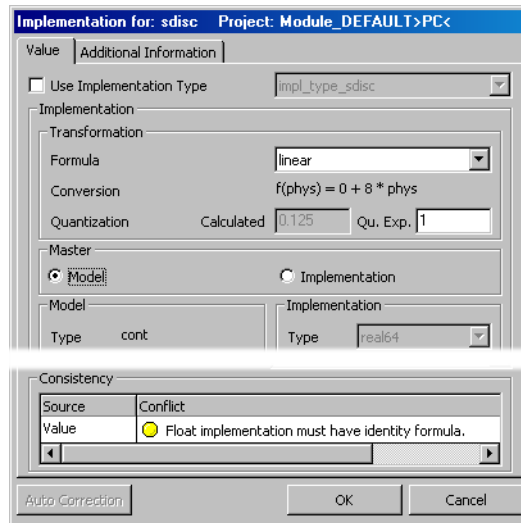 Implementation for: sdisc Project: Module_DEFAULT>PC<
Value Additional Information
Use Implementation Type impl_type_sdisc
Implementation
Transformation
Formula linear
Conversion f(phys) = 0 + 8 * phys
Quantization Calculated 0.125 Qu. Exp. 1
Master
Model Implementation
Model Implementation
Type cont Type real64
Consistency
Source Conflict
Value Float implementation must have identity formula.
Auto Correction OK Cancel